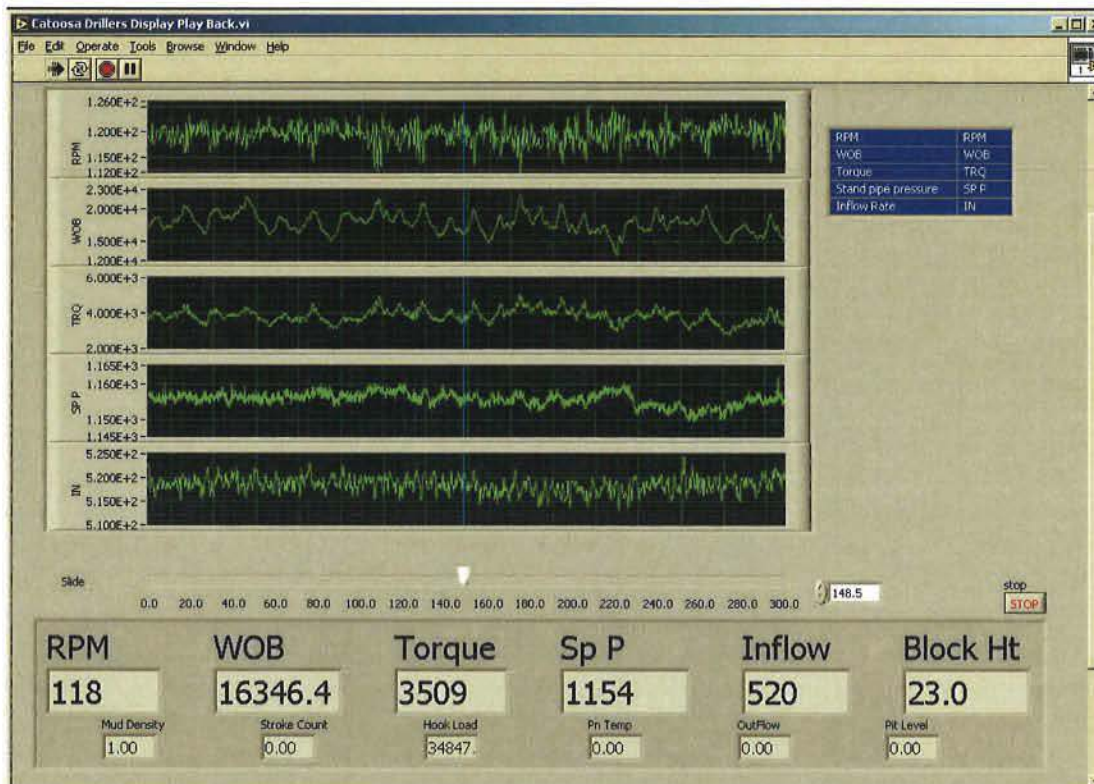 Catoosa Drillers Display Play Back.vi
File Edit Operate Tools Browse Window Help
1
1.260E+2
1.200E+2
1.150E+2
1.120E+2
RPM
2.300E+4
2.000E+4
1.500E+4
1.200E+4
WOB
6.000E+3
4.000E+3
2.000E+3
TRQ
1.165E+3
1.160E+3
1.150E+3
1.145E+3
SP P
5.250E+2
5.200E+2
5.150E+2
5.100E+2
IN
RPM RPM
WOB WOB
Torque TRQ
Stand pipe pressure SP P
Inflow Rate IN
Slide
0.0 20.0 40.0 60.0 80.0 100.0 120.0 140.0 160.0 180.0 200.0 220.0 240.0 260.0 280.0 300.0
148.5
stop
STOP
RPM WOB Torque Sp P Inflow Block Ht
118 16346.4 3509 1154 520 23.0
Mud Density Stroke Count Hook Load Pn Temp OutFlow Pit Level
1.00 0.00 34847. 0.00 0.00 0.00